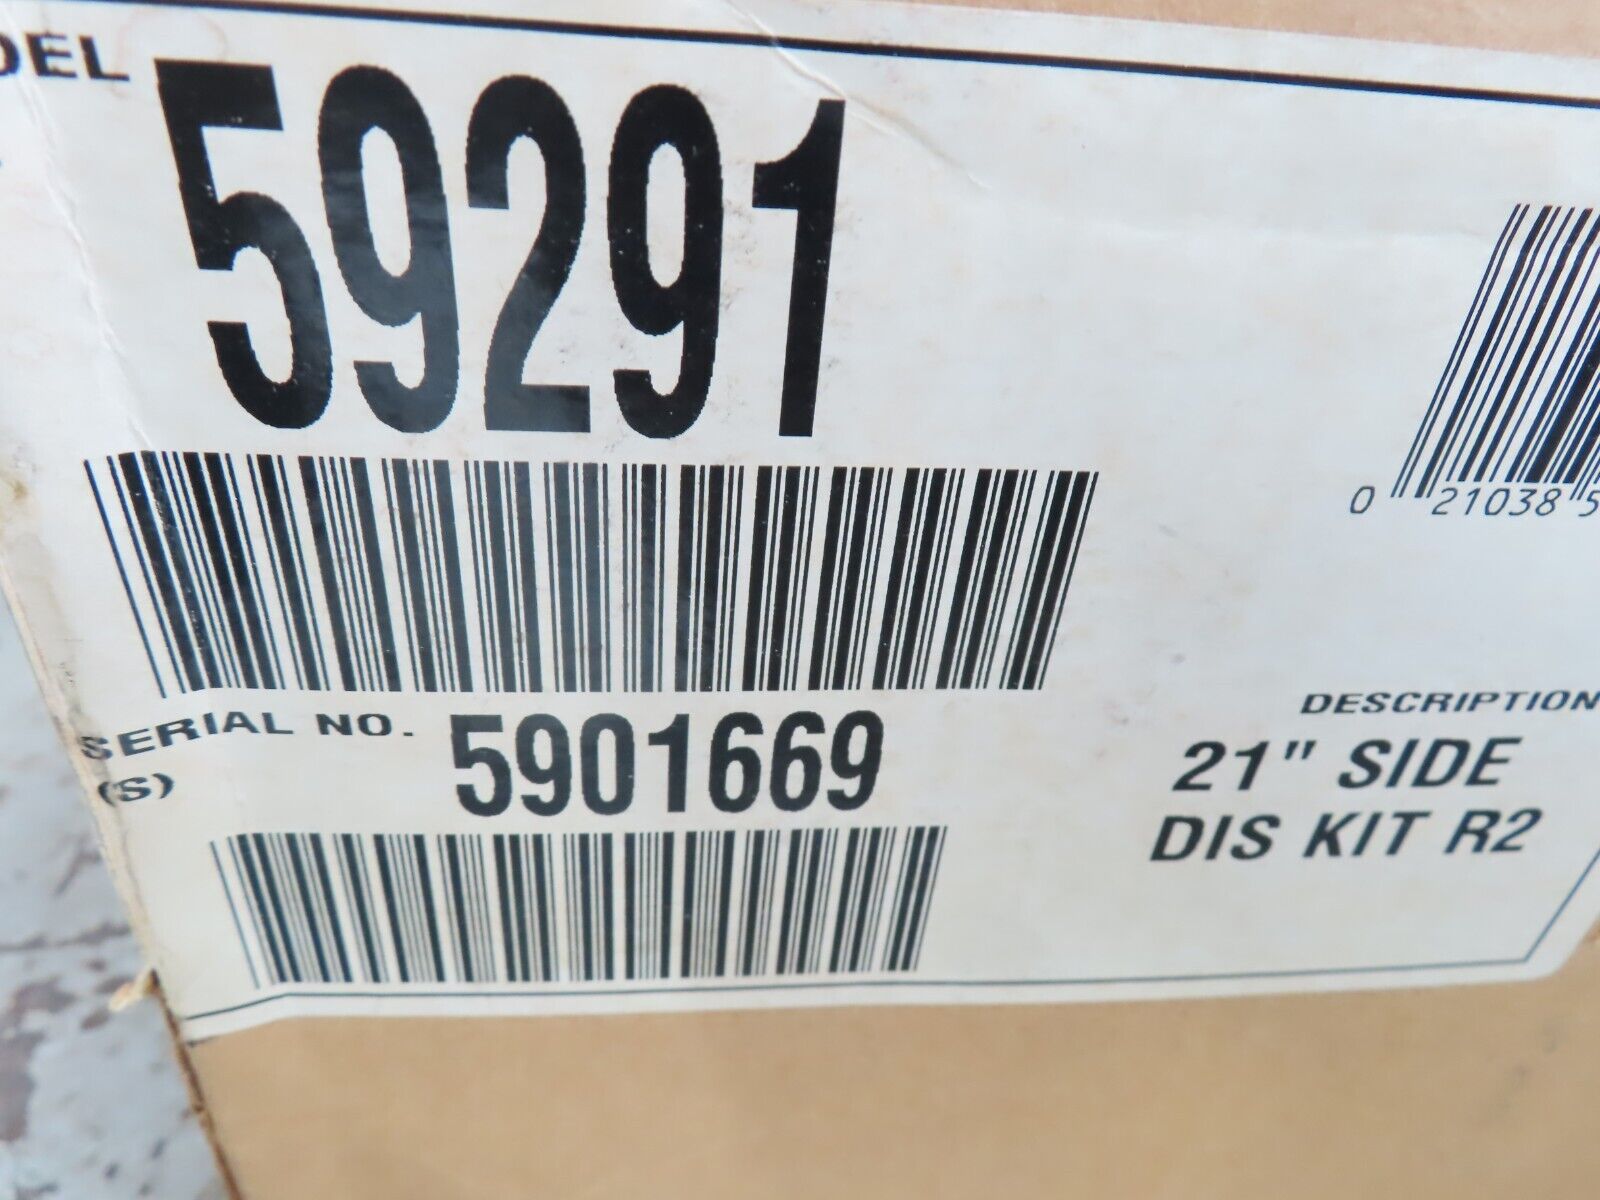 DEL
59291
0 21038 5
SERIAL NO. 5901669
(S)
DESCRIPTION
21" SIDE
DIS KIT R2